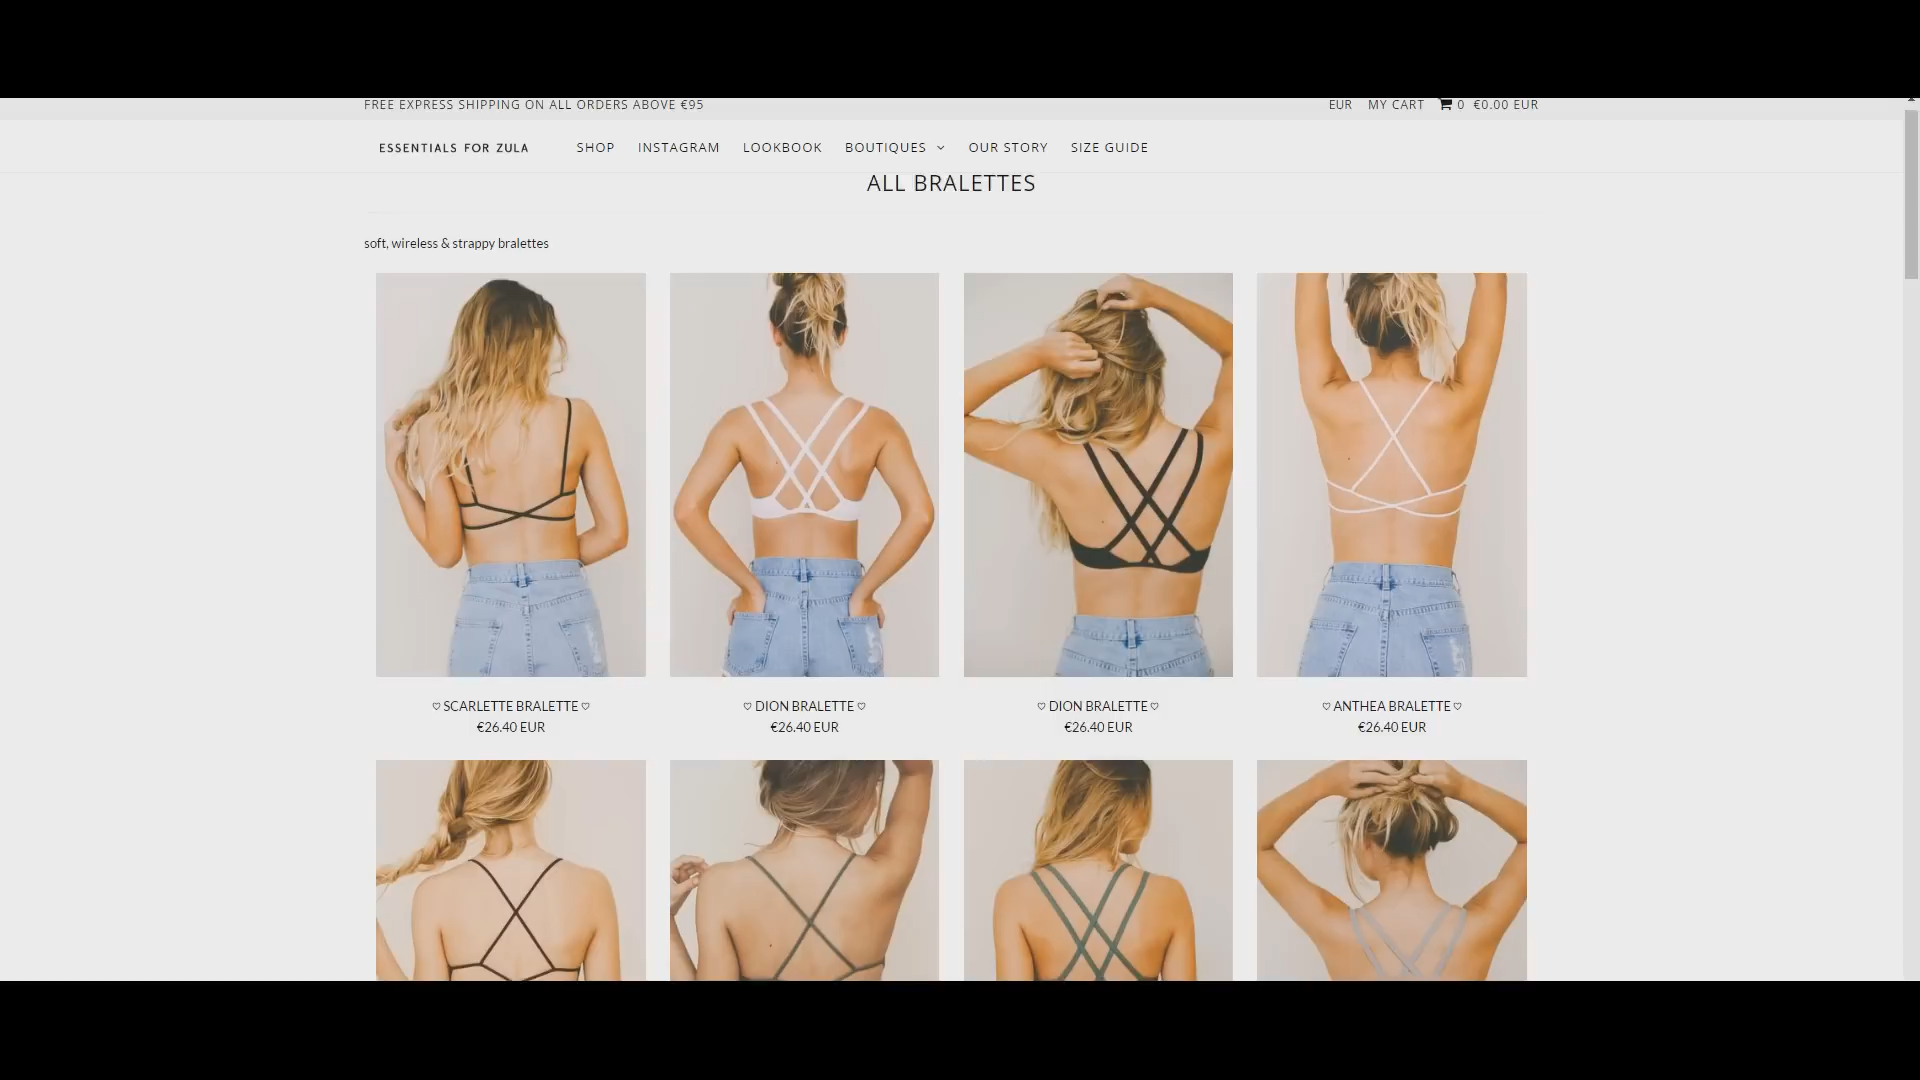 FREE EXPRESS SHIPPING ON ALL ORDERS ABOVE €95
EUR MY CART 0 €0.00 EUR
ESSENTIALS FOR ZULA SHOP INSTAGRAM LOOKBOOK BOUTIQUES OUR STORY SIZE GUIDE
ALL BRALETTES
soft, wireless & strappy bralettes
♡ SCARLETTE BRALETTE ♡
€26.40 EUR
♡ DION BRALETTE ♡
€26.40 EUR
♡ DION BRALETTE ♡
€26.40 EUR
♡ ANTHEA BRALETTE ♡
€26.40 EUR